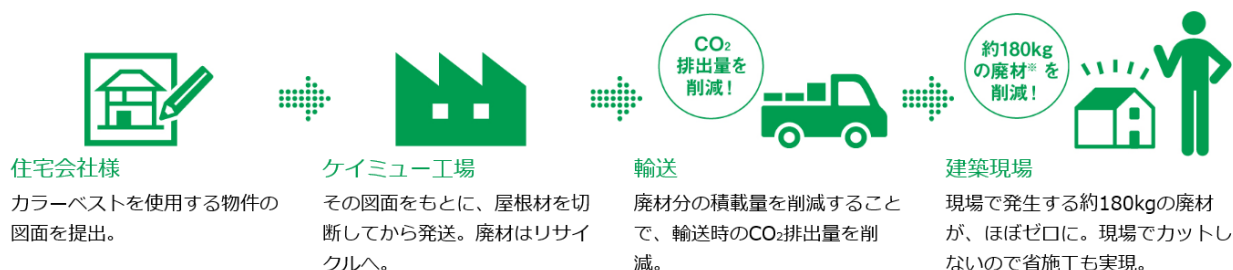 CO₂
排出量を
削減！
約180kg
の廃材※を
削減！
住宅会社様
カラーベストを使用する物件の
図面を提出。
ケイミュー工場
その図面をもとに、屋根材を切
断してから発送。廃材はリサイ
クルへ。
輸送
廃材分の積載量を削減すること
で、輸送時のCO₂排出量を削
減。
建築現場
現場で発生する約180kgの廃材
が、ほぼゼロに。現場でカットし
ないので省施工も実現。